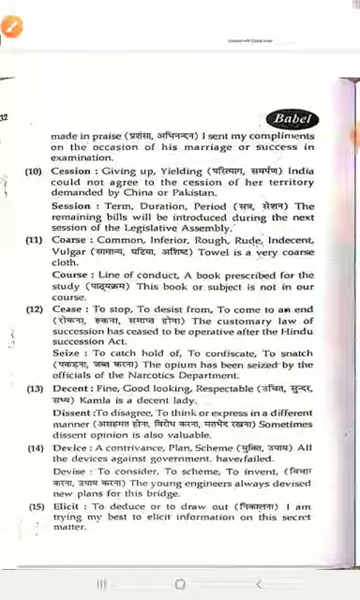 32
Babel
made in praise (प्रशंसा, अभिनन्दन) I sent my compliments
on the occasion of his marriage or success in
examination.
(10) Cession : Giving up, Yielding (परित्याग, समर्पण) India
could not agree to the cession of her territory
demanded by China or Pakistan.
Session : Term, Duration, Period (सत्र, सेशन) The
remaining bills will be introduced during the next
session of the Legislative Assembly.
(11) Coarse : Common, Inferior, Rough, Rude, Indecent,
Vulgar (सामान्य, घटिया, अशिष्ट) Towel is a very coarse
cloth.
Course : Line of conduct, A book prescribed for the
study (पाठ्यक्रम) This book or subject is not in our
course.
(12) Cease : To stop, To desist from, To come to an end
(रोकना, रुकना, समाप्त होना) The customary law of
succession has ceased to be operative after the Hindu
succession Act.
Seize : To catch hold of, To confiscate, To snatch
(पकड़ना, जब्त करना) The opium has been seized by the
officials of the Narcotics Department.
(13) Decent : Fine, Good looking, Respectable (उचित, सुन्दर,
सभ्य) Kamla is a decent lady.
Dissent :To disagree, To think or express in a different
manner (असहमत होना, विरोध करना, मतभेद रखना) Sometimes
dissent opinion is also valuable.
(14) Device : A contrivance, Plan, Scheme (युक्ति, उपाय) All
the devices against government. have failed.
Devise : To consider, To scheme, To invent, (विचार
करना, उपाय करना) The young engineers always devised
new plans for this bridge.
(15) Elicit : To deduce or to draw out (निकालना) I am
trying my best to elicit information on this secret
matter.